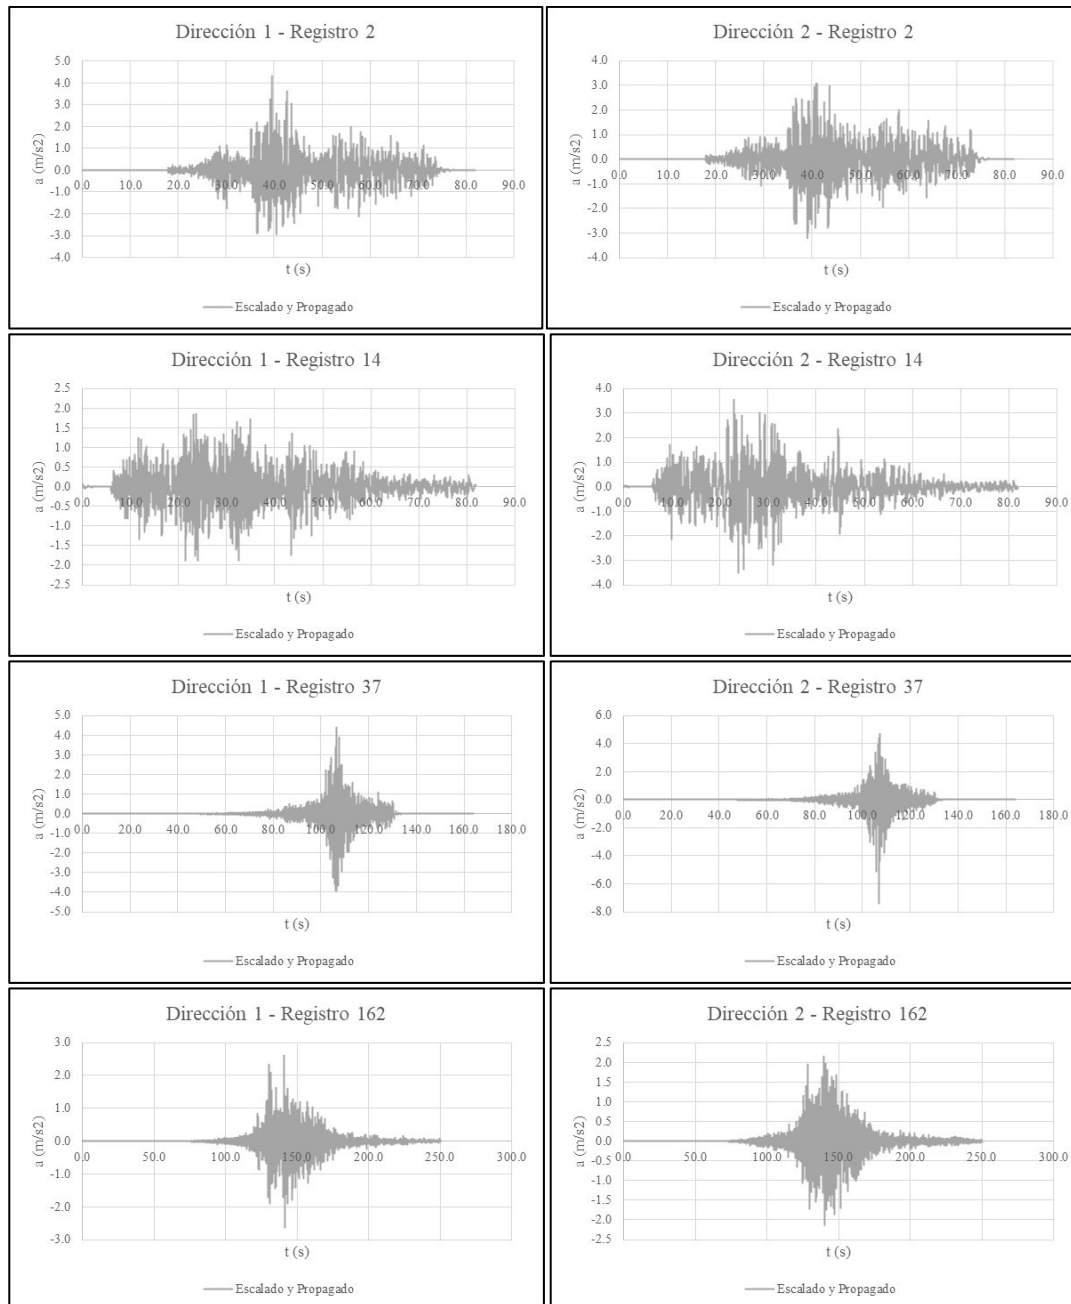 Dirección 1 - Registro 2
5.0
4.0
3.0
2.0
1.0
0.0
-1.0
-2.0
-3.0
-4.0
a (m/s2)
0.0 10.0 20.0 30.0 40.0 50.0 60.0 70.0 80.0 90.0
t (s)
Escalado y Propagado
Dirección 2 - Registro 2
4.0
3.0
2.0
1.0
0.0
-1.0
-2.0
-3.0
-4.0
a (m/s2)
0.0 10.0 20.0 30.0 40.0 50.0 60.0 70.0 80.0 90.0
t (s)
Escalado y Propagado
Dirección 1 - Registro 14
2.5
2.0
1.5
1.0
0.5
0.0
-0.5
-1.0
-1.5
-2.0
-2.5
a (m/s2)
0.0 10.0 20.0 30.0 40.0 50.0 60.0 70.0 80.0 90.0
t (s)
Escalado y Propagado
Dirección 2 - Registro 14
4.0
3.0
2.0
1.0
0.0
-1.0
-2.0
-3.0
-4.0
a (m/s2)
0.0 10.0 20.0 30.0 40.0 50.0 60.0 70.0 80.0 90.0
t (s)
Escalado y Propagado
Dirección 1 - Registro 37
5.0
4.0
3.0
2.0
1.0
0.0
-1.0
-2.0
-3.0
-4.0
-5.0
a (m/s2)
0.0 20.0 40.0 60.0 80.0 100.0 120.0 140.0 160.0 180.0
t (s)
Escalado y Propagado
Dirección 2 - Registro 37
6.0
4.0
2.0
0.0
-2.0
-4.0
-6.0
-8.0
a (m/s2)
0.0 20.0 40.0 60.0 80.0 100.0 120.0 140.0 160.0 180.0
t (s)
Escalado y Propagado
Dirección 1 - Registro 162
3.0
2.0
1.0
0.0
-1.0
-2.0
-3.0
a (m/s2)
0.0 50.0 100.0 150.0 200.0 250.0 300.0
t (s)
Escalado y Propagado
Dirección 2 - Registro 162
2.5
2.0
1.5
1.0
0.5
0.0
-0.5
-1.0
-1.5
-2.0
-2.5
a (m/s2)
0.0 50.0 100.0 150.0 200.0 250.0 300.0
t (s)
Escalado y Propagado